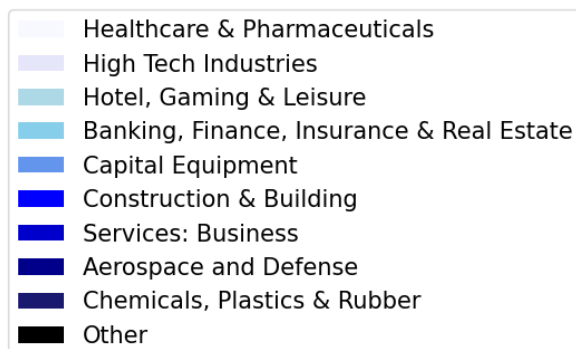 Healthcare & Pharmaceuticals
High Tech Industries
Hotel, Gaming & Leisure
Banking, Finance, Insurance & Real Estate
Capital Equipment
Construction & Building
Services: Business
Aerospace and Defense
Chemicals, Plastics & Rubber
Other